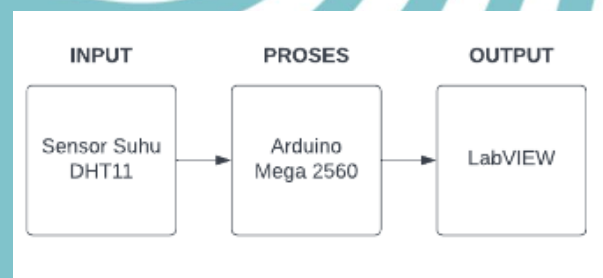 INPUT
PROSES
OUTPUT
Sensor Suhu
DHT11
Arduino
Mega 2560
LabVIEW